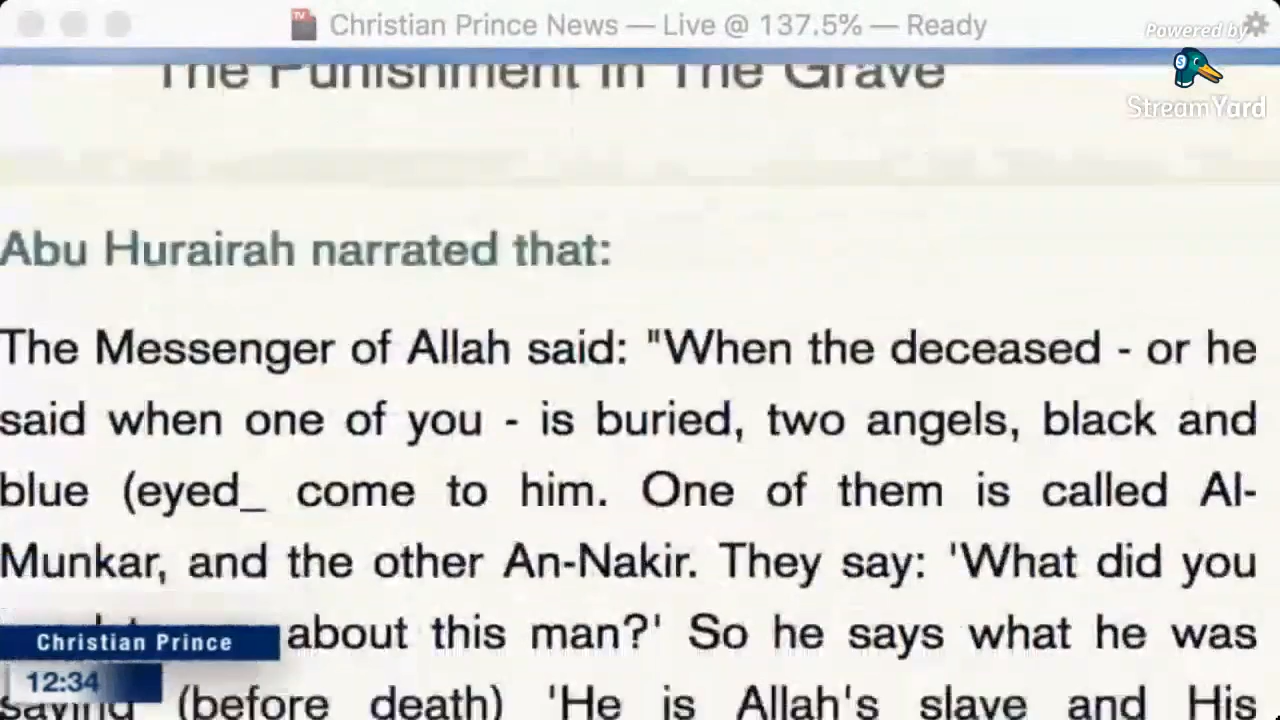 Christian Prince News — Live @ 137.5% — Ready
Powered by
StreamYard
The Punishment In The Grave
Abu Hurairah narrated that:
The Messenger of Allah said: "When the deceased - or he
said when one of you - is buried, two angels, black and
blue (eyed_ come to him. One of them is called Al-
Munkar, and the other An-Nakir. They say: 'What did you
about this man?' So he says what he was
Christian Prince
12:34
saying (before death) 'He is Allah's slave and His